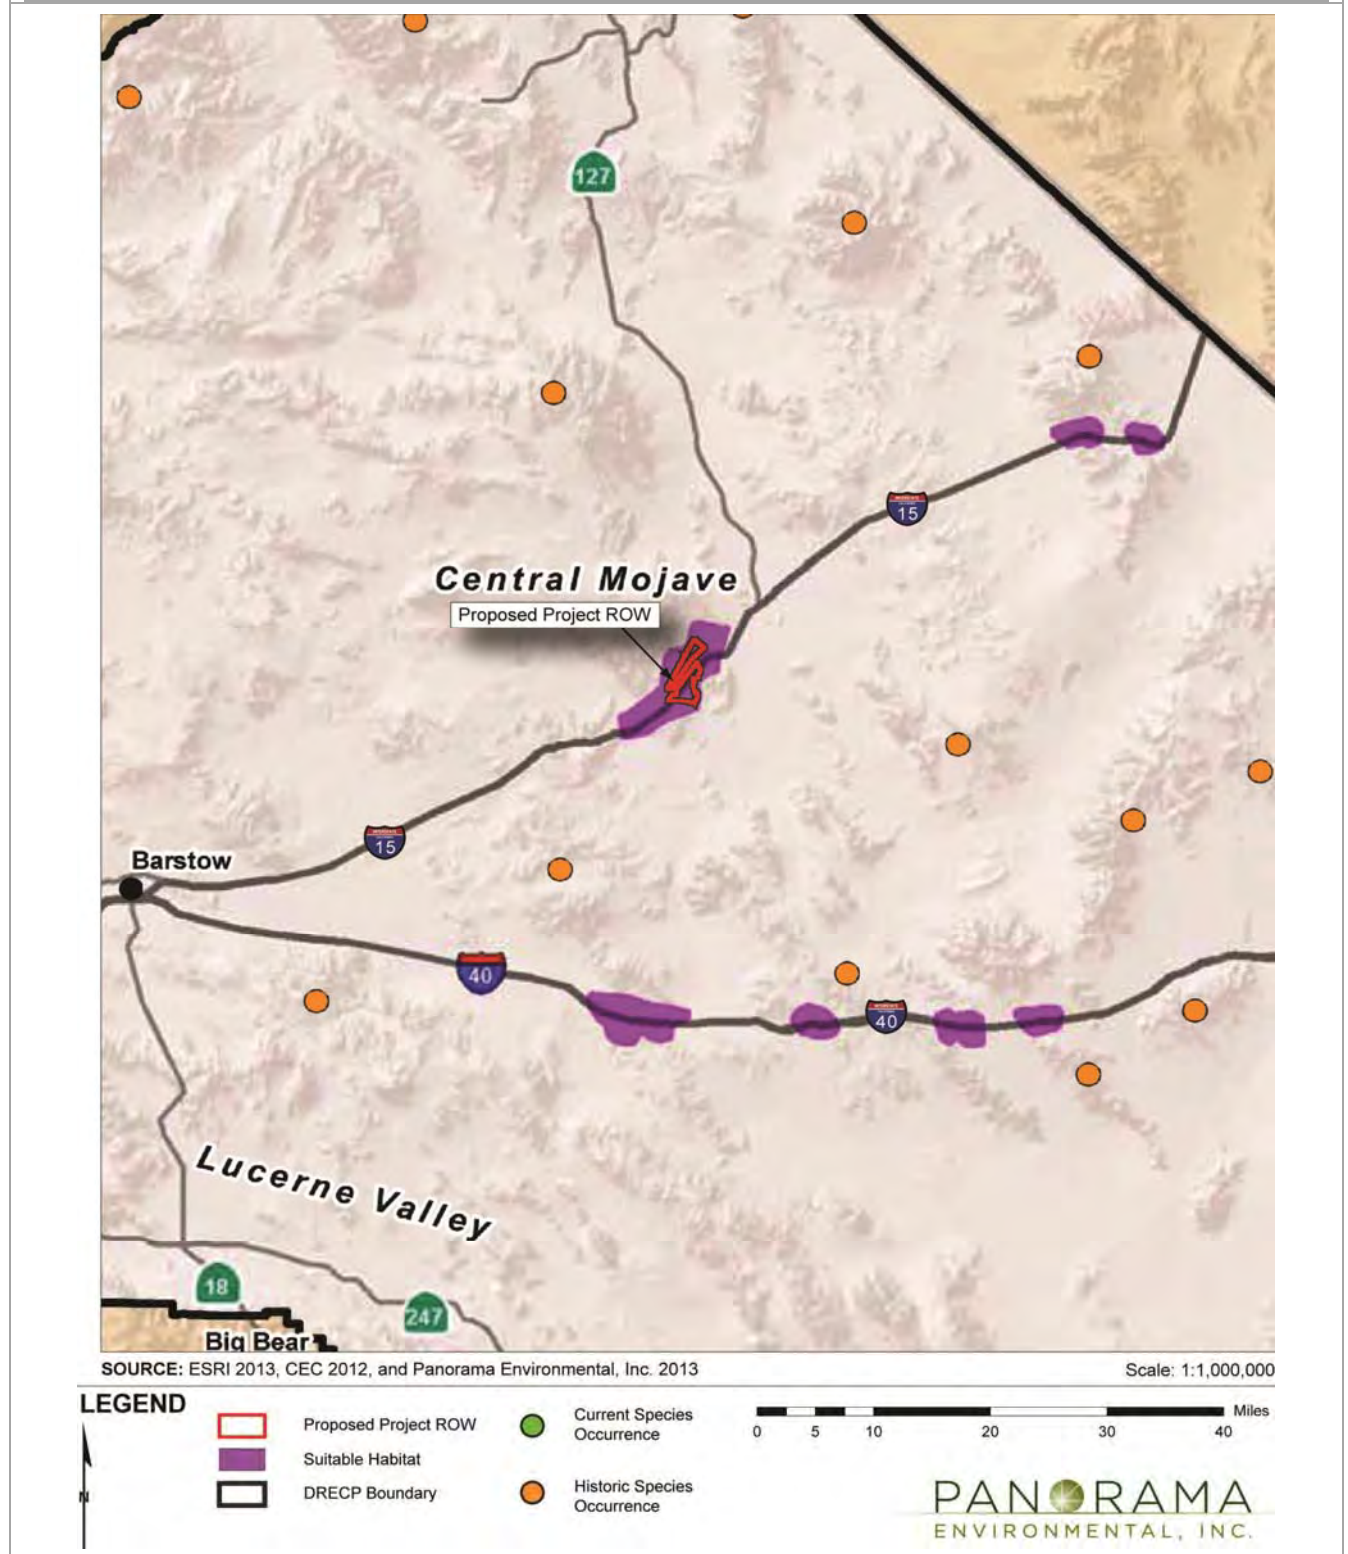 127
15
Central Mojave
Proposed Project ROW
15
Barstow
40
40
Lucerne Valley
18
247
Big Bear
SOURCE: ESRI 2013, CEC 2012, and Panorama Environmental, Inc. 2013
Scale: 1:1,000,000
LEGEND
N
Proposed Project ROW
Suitable Habitat
DRECP Boundary
Current Species
Occurrence
Historic Species
Occurrence
Miles
0 5 10 20 30 40
PANORAMA
ENVIRONMENTAL, INC.